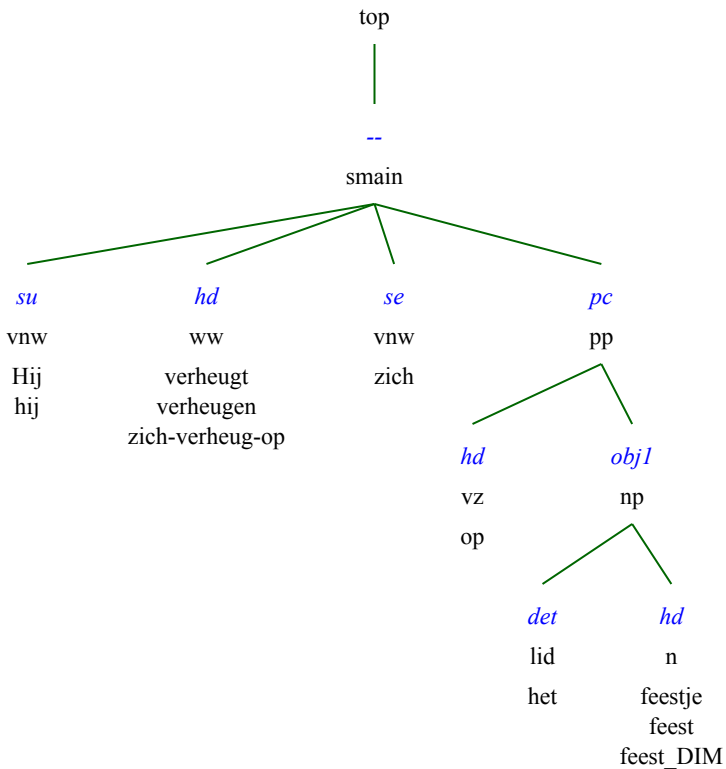 top
--
smain
su hd se pc
vnw ww vnw pp
Hij verheugt zich
hij verheugen
zich-verheug-op
hd obj1
vz np
op
det hd
lid n
het feestje
feest
feest_DIM